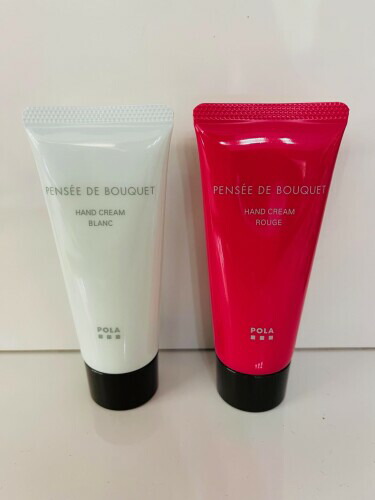 PENSÉE DE BOUQUET
HAND CREAM
BLANC
POLA
PENSÉE DE BOUQUET
HAND CREAM
ROUGE
POLA